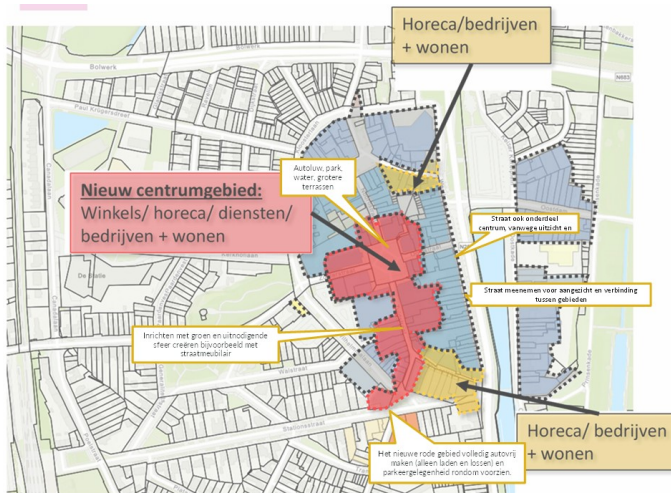 Horeca/bedrijven
+ wonen
Bolwerk
Bolwerk
N665
Paul Krugersstraat
Autoluw, park,
water, grotere
terrassen
Nieuw centrumgebied:
Winkels/ horeca/ diensten/
bedrijven + wonen
Straat ook onderdeel
centrum, vanwege uitzicht en
Straat meenemen voor aangezicht en verbinding
tussen gebieden
Inrichten met groen en uitnodigende
sfeer creëren bijvoorbeeld met
straatmeubilair
Walstraat
Stationsstraat
Horeca/ bedrijven
+ wonen
Het nieuwe rode gebied volledig autovrij
maken (alleen laden en lossen) en
parkeergelegenheid rondom voorzien.